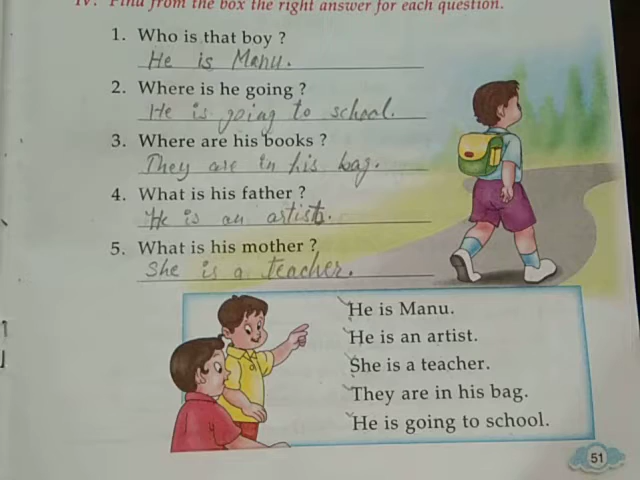 IV. Find from the box the right answer for each question.
1. Who is that boy ?
He is Manu.
2. Where is he going ?
He is going to school.
3. Where are his books ?
They are in his bag.
4. What is his father ?
He is an artist.
5. What is his mother ?
She is a teacher.
He is Manu.
He is an artist.
She is a teacher.
They are in his bag.
He is going to school.
51